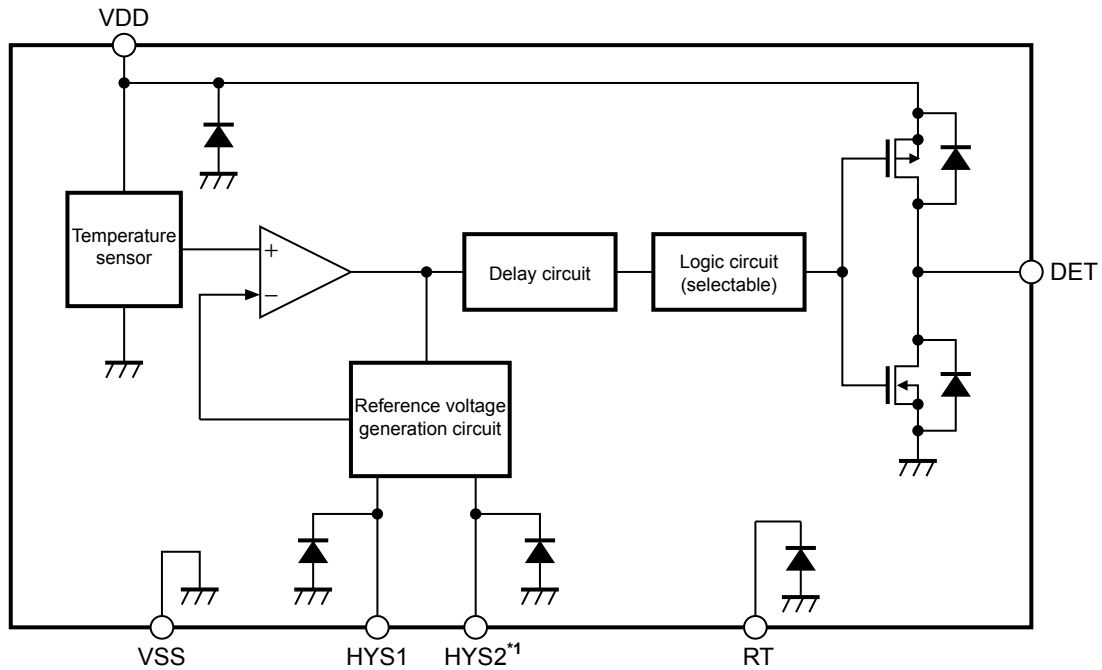 VDD
Temperature
sensor
+
−
Delay circuit
Logic circuit
(selectable)
DET
Reference voltage
generation circuit
VSS
HYS1
HYS2*1
RT